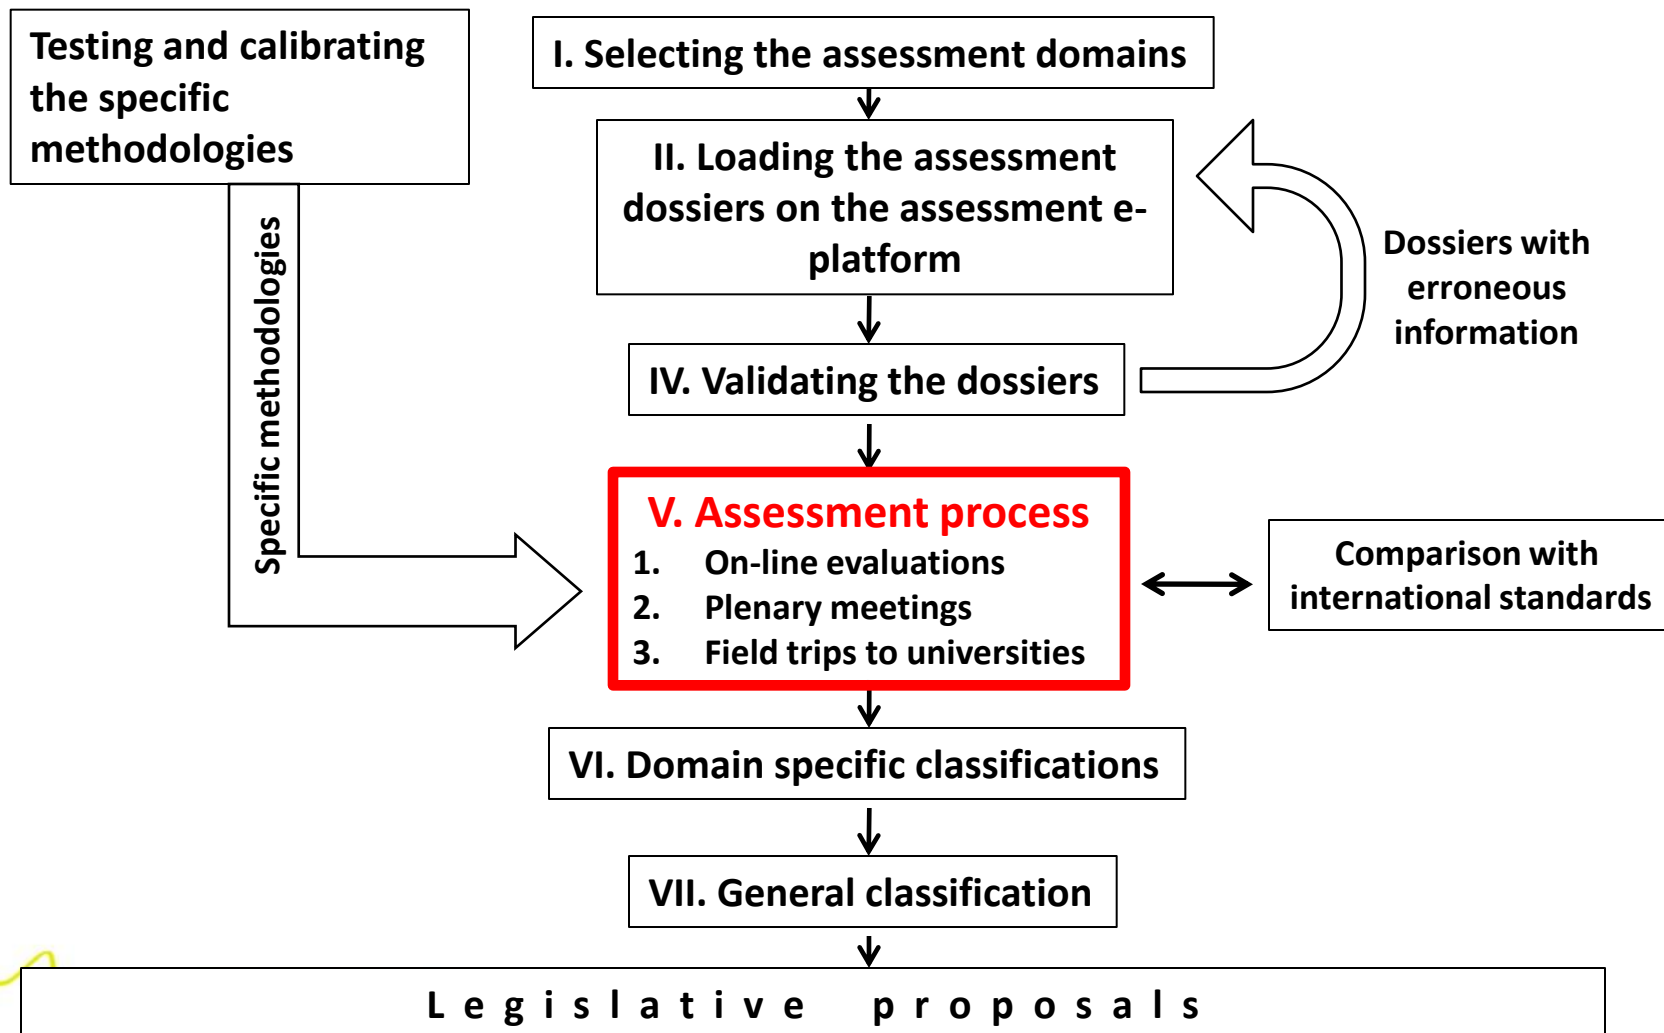 Testing and calibrating
the specific
methodologies
I. Selecting the assessment domains
II. Loading the assessment
dossiers on the assessment e-
platform
Dossiers with
erroneous
information
Specific methodologies
IV. Validating the dossiers
V. Assessment process
1. On-line evaluations
2. Plenary meetings
3. Field trips to universities
Comparison with
international standards
VI. Domain specific classifications
VII. General classification
Legislative proposals